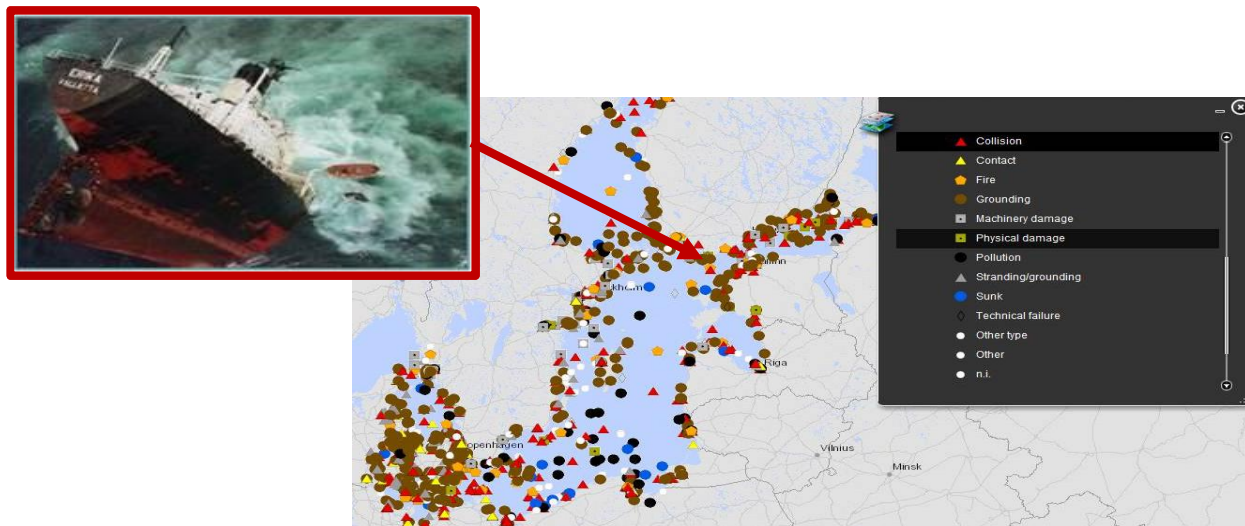 ERIKA
VALLETTA
Collision
Contact
Fire
Grounding
Machinery damage
Physical damage
Pollution
Stranding/grounding
Sunk
Technical failure
Other type
Other
n.i.
Riga
Vilnius
Minsk